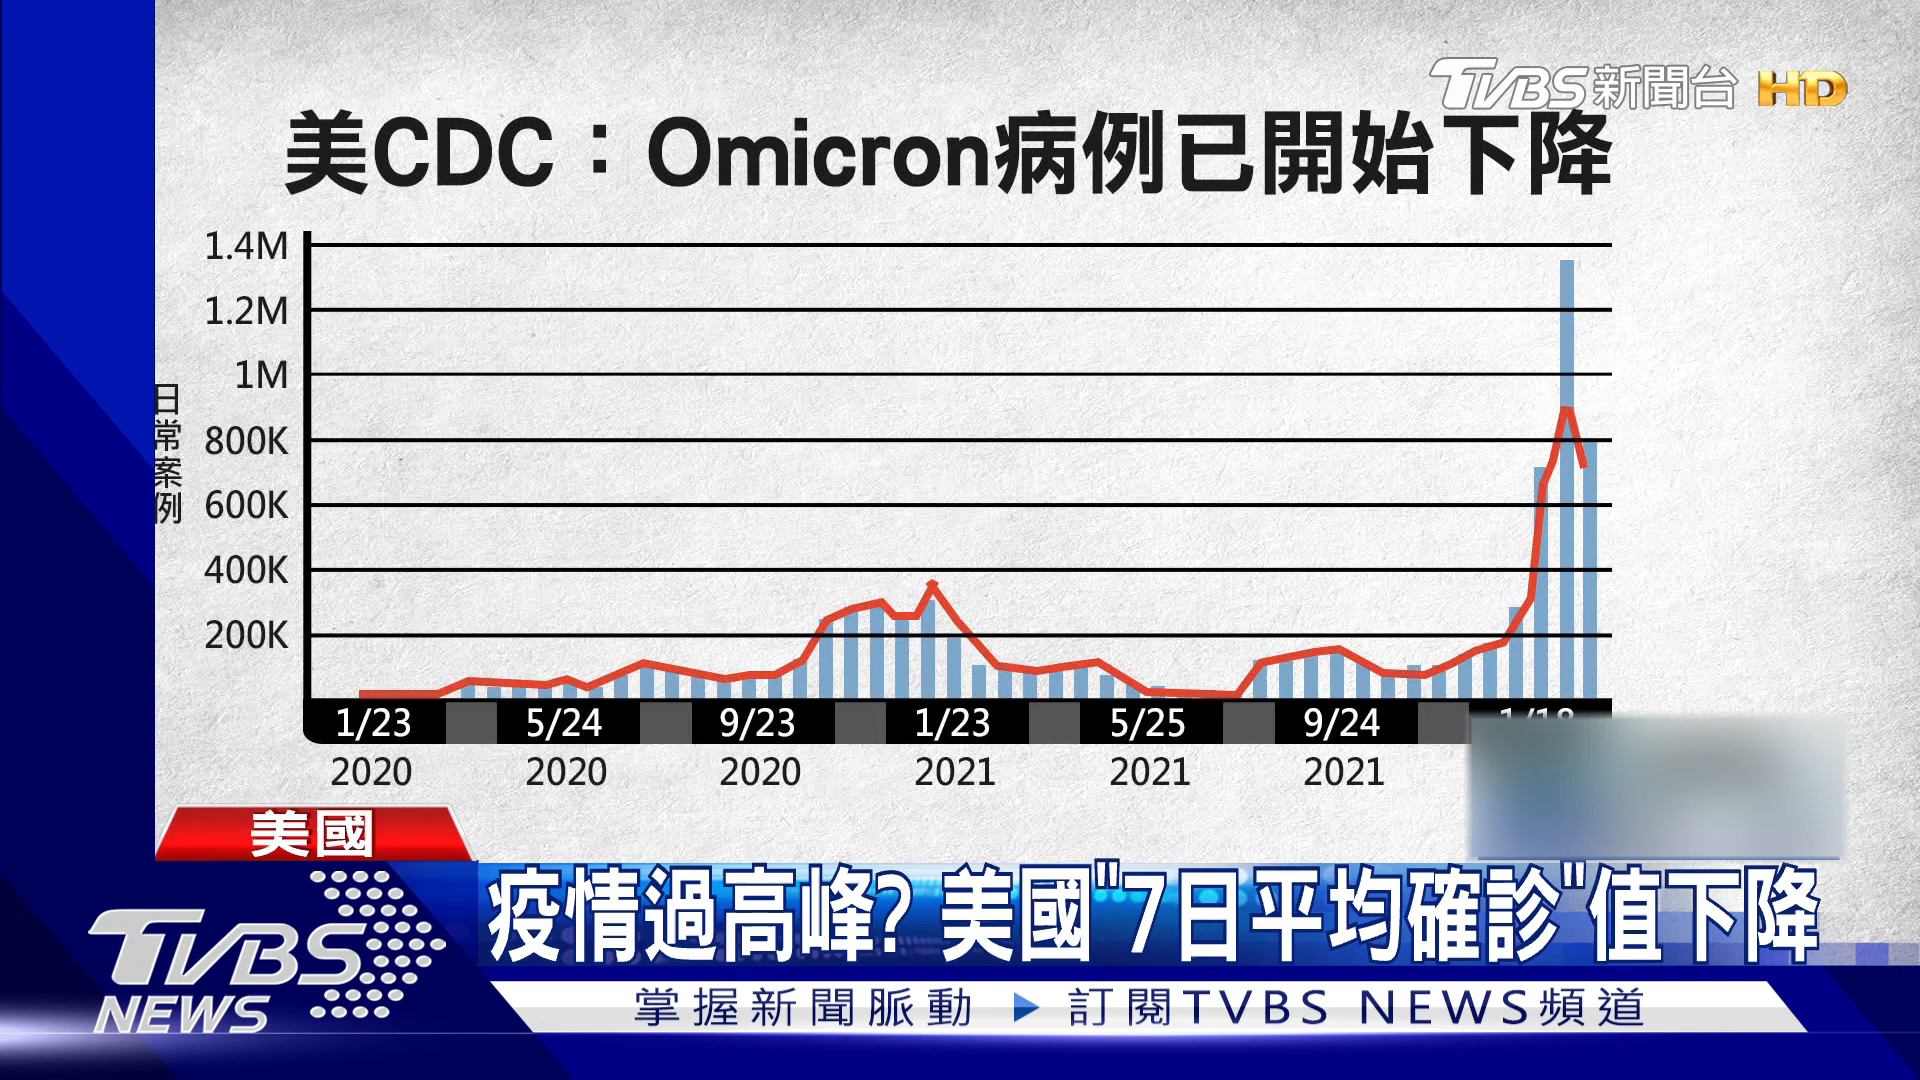 TVBS新聞台 HD
美CDC：Omicron病例已開始下降
1.4M
1.2M
1M
800K
600K
400K
200K
日常案例
1/23 5/24 9/23 1/23 5/25 9/24 1/18
2020 2020 2020 2021 2021 2021
美國
疫情過高峰? 美國"7日平均確診"值下降
TVBS
NEWS
掌握新聞脈動 ▶ 訂閱TVBS NEWS頻道